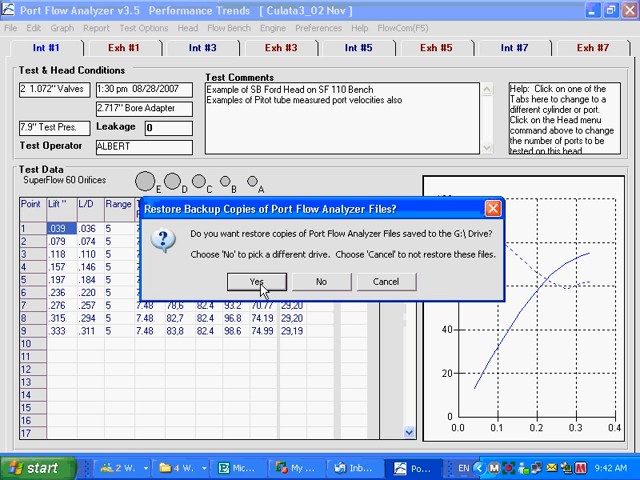 Port Flow Analyzer v3.5 Performance Trends [ Culata3_02 Nov ]
File Edit Graph Report Test Options Head Flow Bench Engine Preferences Help FlowCom(F5)
Int #1 Exh #1 Int #3 Exh #3 Int #5 Exh #5 Int #7 Exh #7
Test & Head Conditions
2 1.072" Valves
1:30 pm 08/28/2007
2.717" Bore Adapter
7.9" Test Pres.
Leakage 0
Test Operator
ALBERT
Test Comments
Example of SB Ford Head on SF 110 Bench
Examples of Pitot tube measured port velocities also
Help: Click on one of the
Tabs here to change to a
different cylinder or port.
Click on the Head menu
command above to change
the number of ports to be
tested on this head
Test Data
SuperFlow 60 Orifices
E D C B A
Point Lift " L/D Range
1 .039 .036 5
2 .079 .074 5
3 .118 .110 5
4 .157 .146 5
5 .197 .184 5
6 .236 .220 5
7 .276 .257 5 7.48 78,6 82.4 93.2 70.77 29,20
8 .315 .294 5 7.48 82,7 82.4 96.8 74.19 29,20
9 .333 .311 5 7.48 83,8 82.4 98.6 74.99 29,19
10
11
12
13
14
15
16
17
Restore Backup Copies of Port Flow Analyzer Files?
Do you want restore copies of Port Flow Analyzer Files saved to the G:\ Drive?
Choose 'No' to pick a different drive. Choose 'Cancel' to not restore these files.
Yes No Cancel
40
20
0
0.0 0.1 0.2 0.3 0.4
start
2 W.
4 W.
Mic...
My ...
Inb...
Po...
EN
9:42 AM